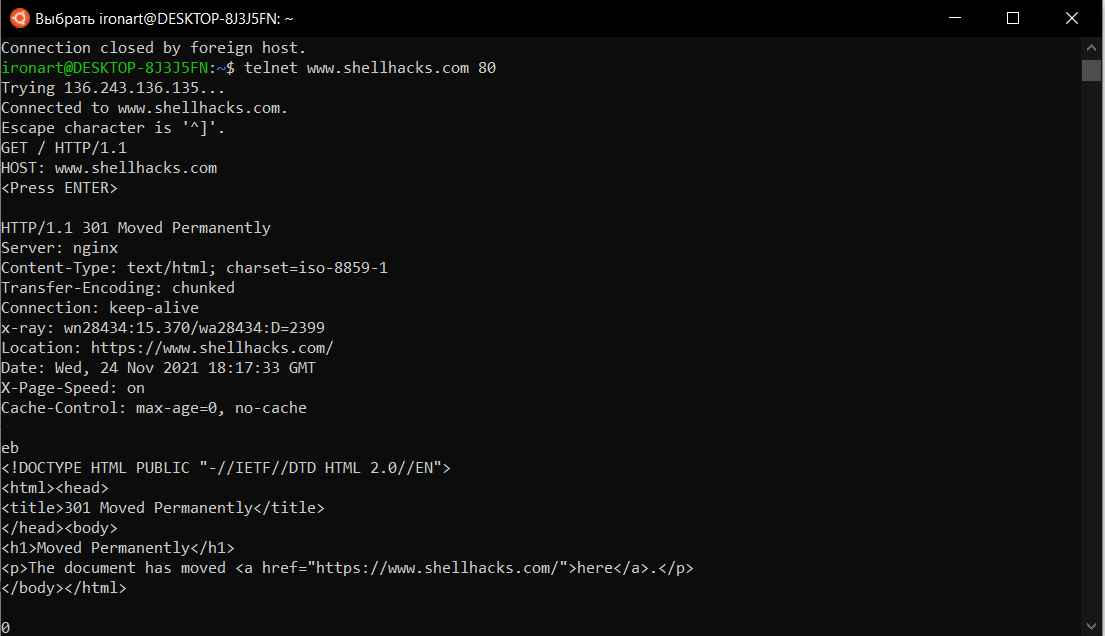 Выбрать ironart@DESKTOP-8J3J5FN: ~
Connection closed by foreign host.
ironart@DESKTOP-8J3J5FN:~$ telnet www.shellhacks.com 80
Trying 136.243.136.135...
Connected to www.shellhacks.com.
Escape character is '^]'.
GET / HTTP/1.1
HOST: www.shellhacks.com
<Press ENTER>
HTTP/1.1 301 Moved Permanently
Server: nginx
Content-Type: text/html; charset=iso-8859-1
Transfer-Encoding: chunked
Connection: keep-alive
x-ray: wn28434:15.370/wa28434:D=2399
Location: https://www.shellhacks.com/
Date: Wed, 24 Nov 2021 18:17:33 GMT
X-Page-Speed: on
Cache-Control: max-age=0, no-cache
eb
<!DOCTYPE HTML PUBLIC "-//IETF//DTD HTML 2.0//EN">
<html><head>
<title>301 Moved Permanently</title>
</head><body>
<h1>Moved Permanently</h1>
<p>The document has moved <a href="https://www.shellhacks.com/">here</a>.</p>
</body></html>
0